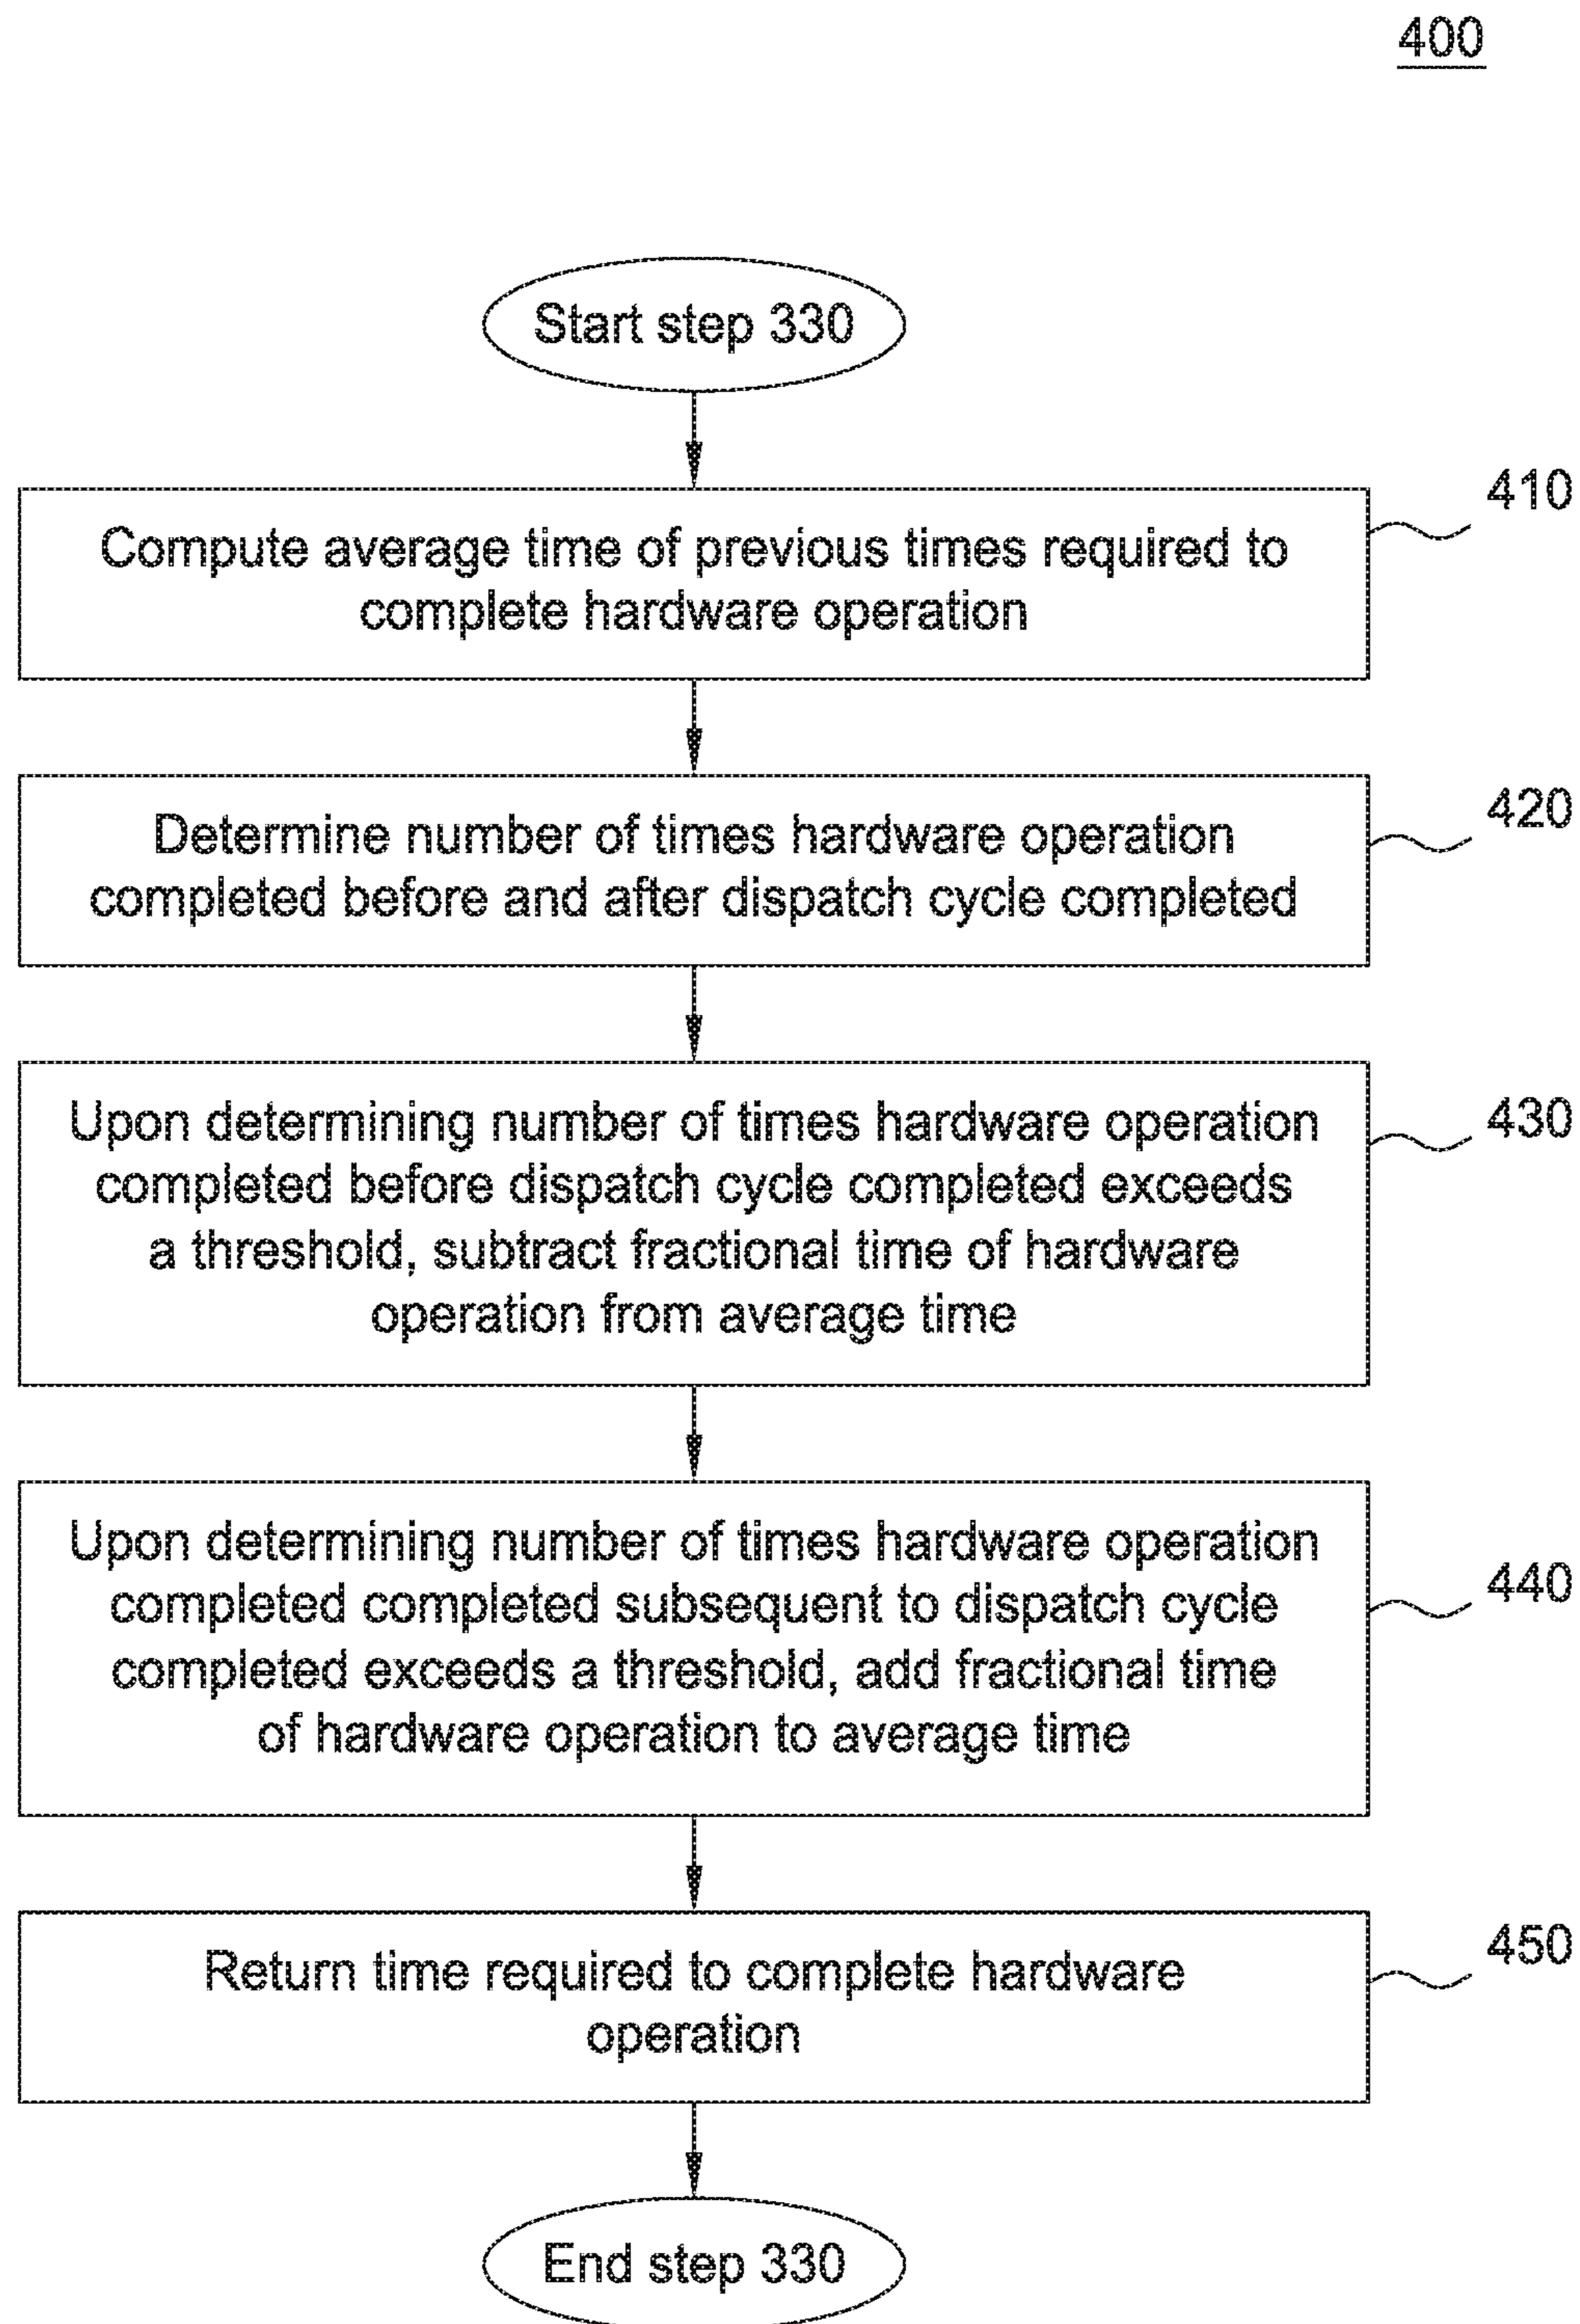 400
Start step 330
410
Compute average time of previous times required to
complete hardware operation
420
Determine number of times hardware operation
completed before and after dispatch cycle completed
430
Upon determining number of times hardware operation
completed before dispatch cycle completed exceeds
a threshold, subtract fractional time of hardware
operation from average time
440
Upon determining number of times hardware operation
completed completed subsequent to dispatch cycle
completed exceeds a threshold, add fractional time
of hardware operation to average time
450
Return time required to complete hardware
operation
End step 330